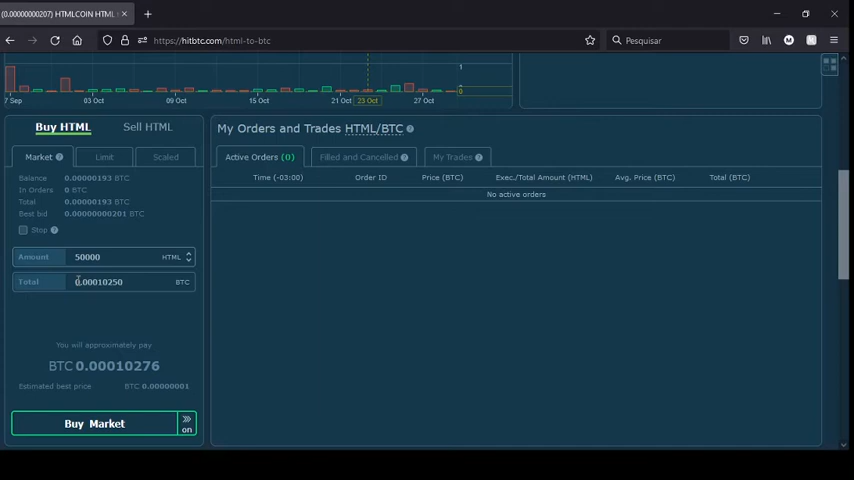 (0.00000000207) HTMLCOIN HTML
https://hitbtc.com/html-to-btc
Pesquisar
M
1
0
7 Sep 03 Oct 09 Oct 15 Oct 21 Oct 23 Oct 27 Oct
Buy HTML Sell HTML
Market ? Limit Scaled
Balance 0.00000193 BTC
In Orders 0 BTC
Total 0.00000193 BTC
Best bid 0.00000000201 BTC
Stop ?
Amount 50000 HTML
Total 0.00010250 BTC
You will approximately pay
BTC 0.00010276
Estimated best price BTC 0.00000001
Buy Market on
My Orders and Trades HTML/BTC ?
Active Orders (0) Filled and Cancelled ? My Trades ?
Time (-03:00) Order ID Price (BTC) Exec./Total Amount (HTML) Avg. Price (BTC) Total (BTC)
No active orders